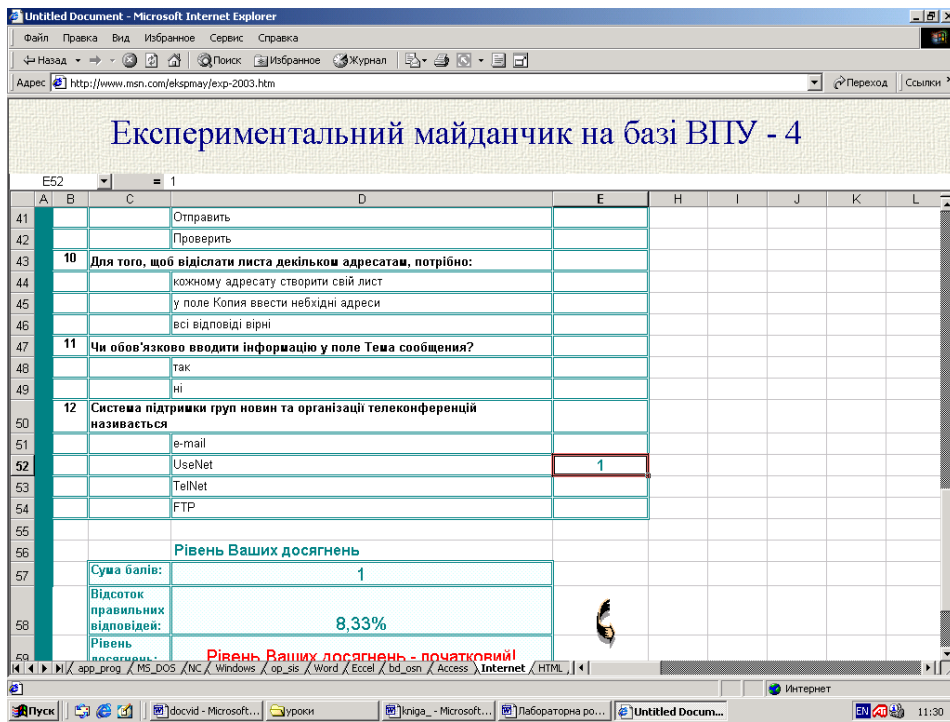 Untitled Document - Microsoft Internet Explorer
Файл Правка Вид Избранное Сервис Справка
Назад Поиск Избранное Журнал
Адрес http://www.msn.com/ekspmay/exp-2003.htm Переход Ссылки
Експериментальний майданчик на базі ВПУ - 4
E52 = 1
A B C D E H I J K L
41 Отправить
42 Проверить
43 10 Для того, щоб відіслати листа декільком адресатам, потрібно:
44 кожному адресату створити свій лист
45 у поле Копия ввести небхідні адреси
46 всі відповіді вірні
47 11 Чи обов'язково вводити інформацію у поле Тема сообщения?
48 так
49 ні
12 Система підтримки груп новин та організації телеконференцій
50 називається
51 e-mail
52 UseNet 1
53 TelNet
54 FTP
55
56 Рівень Ваших досягнень
57 Сума балів: 1
Відсоток
правильних
58 відповідей: 8,33%
Рівень
59 досягнень: Рівень Ваших досягнень - початковий!
app_prog MS_DOS NC Windows op_sis Word Eccel bd_osn Access Internet HTML
Интернет
Пуск docvid - Microsoft... уроки kniga_ - Microsoft... Лабораторна ро... Untitled Docum... EN 11:30